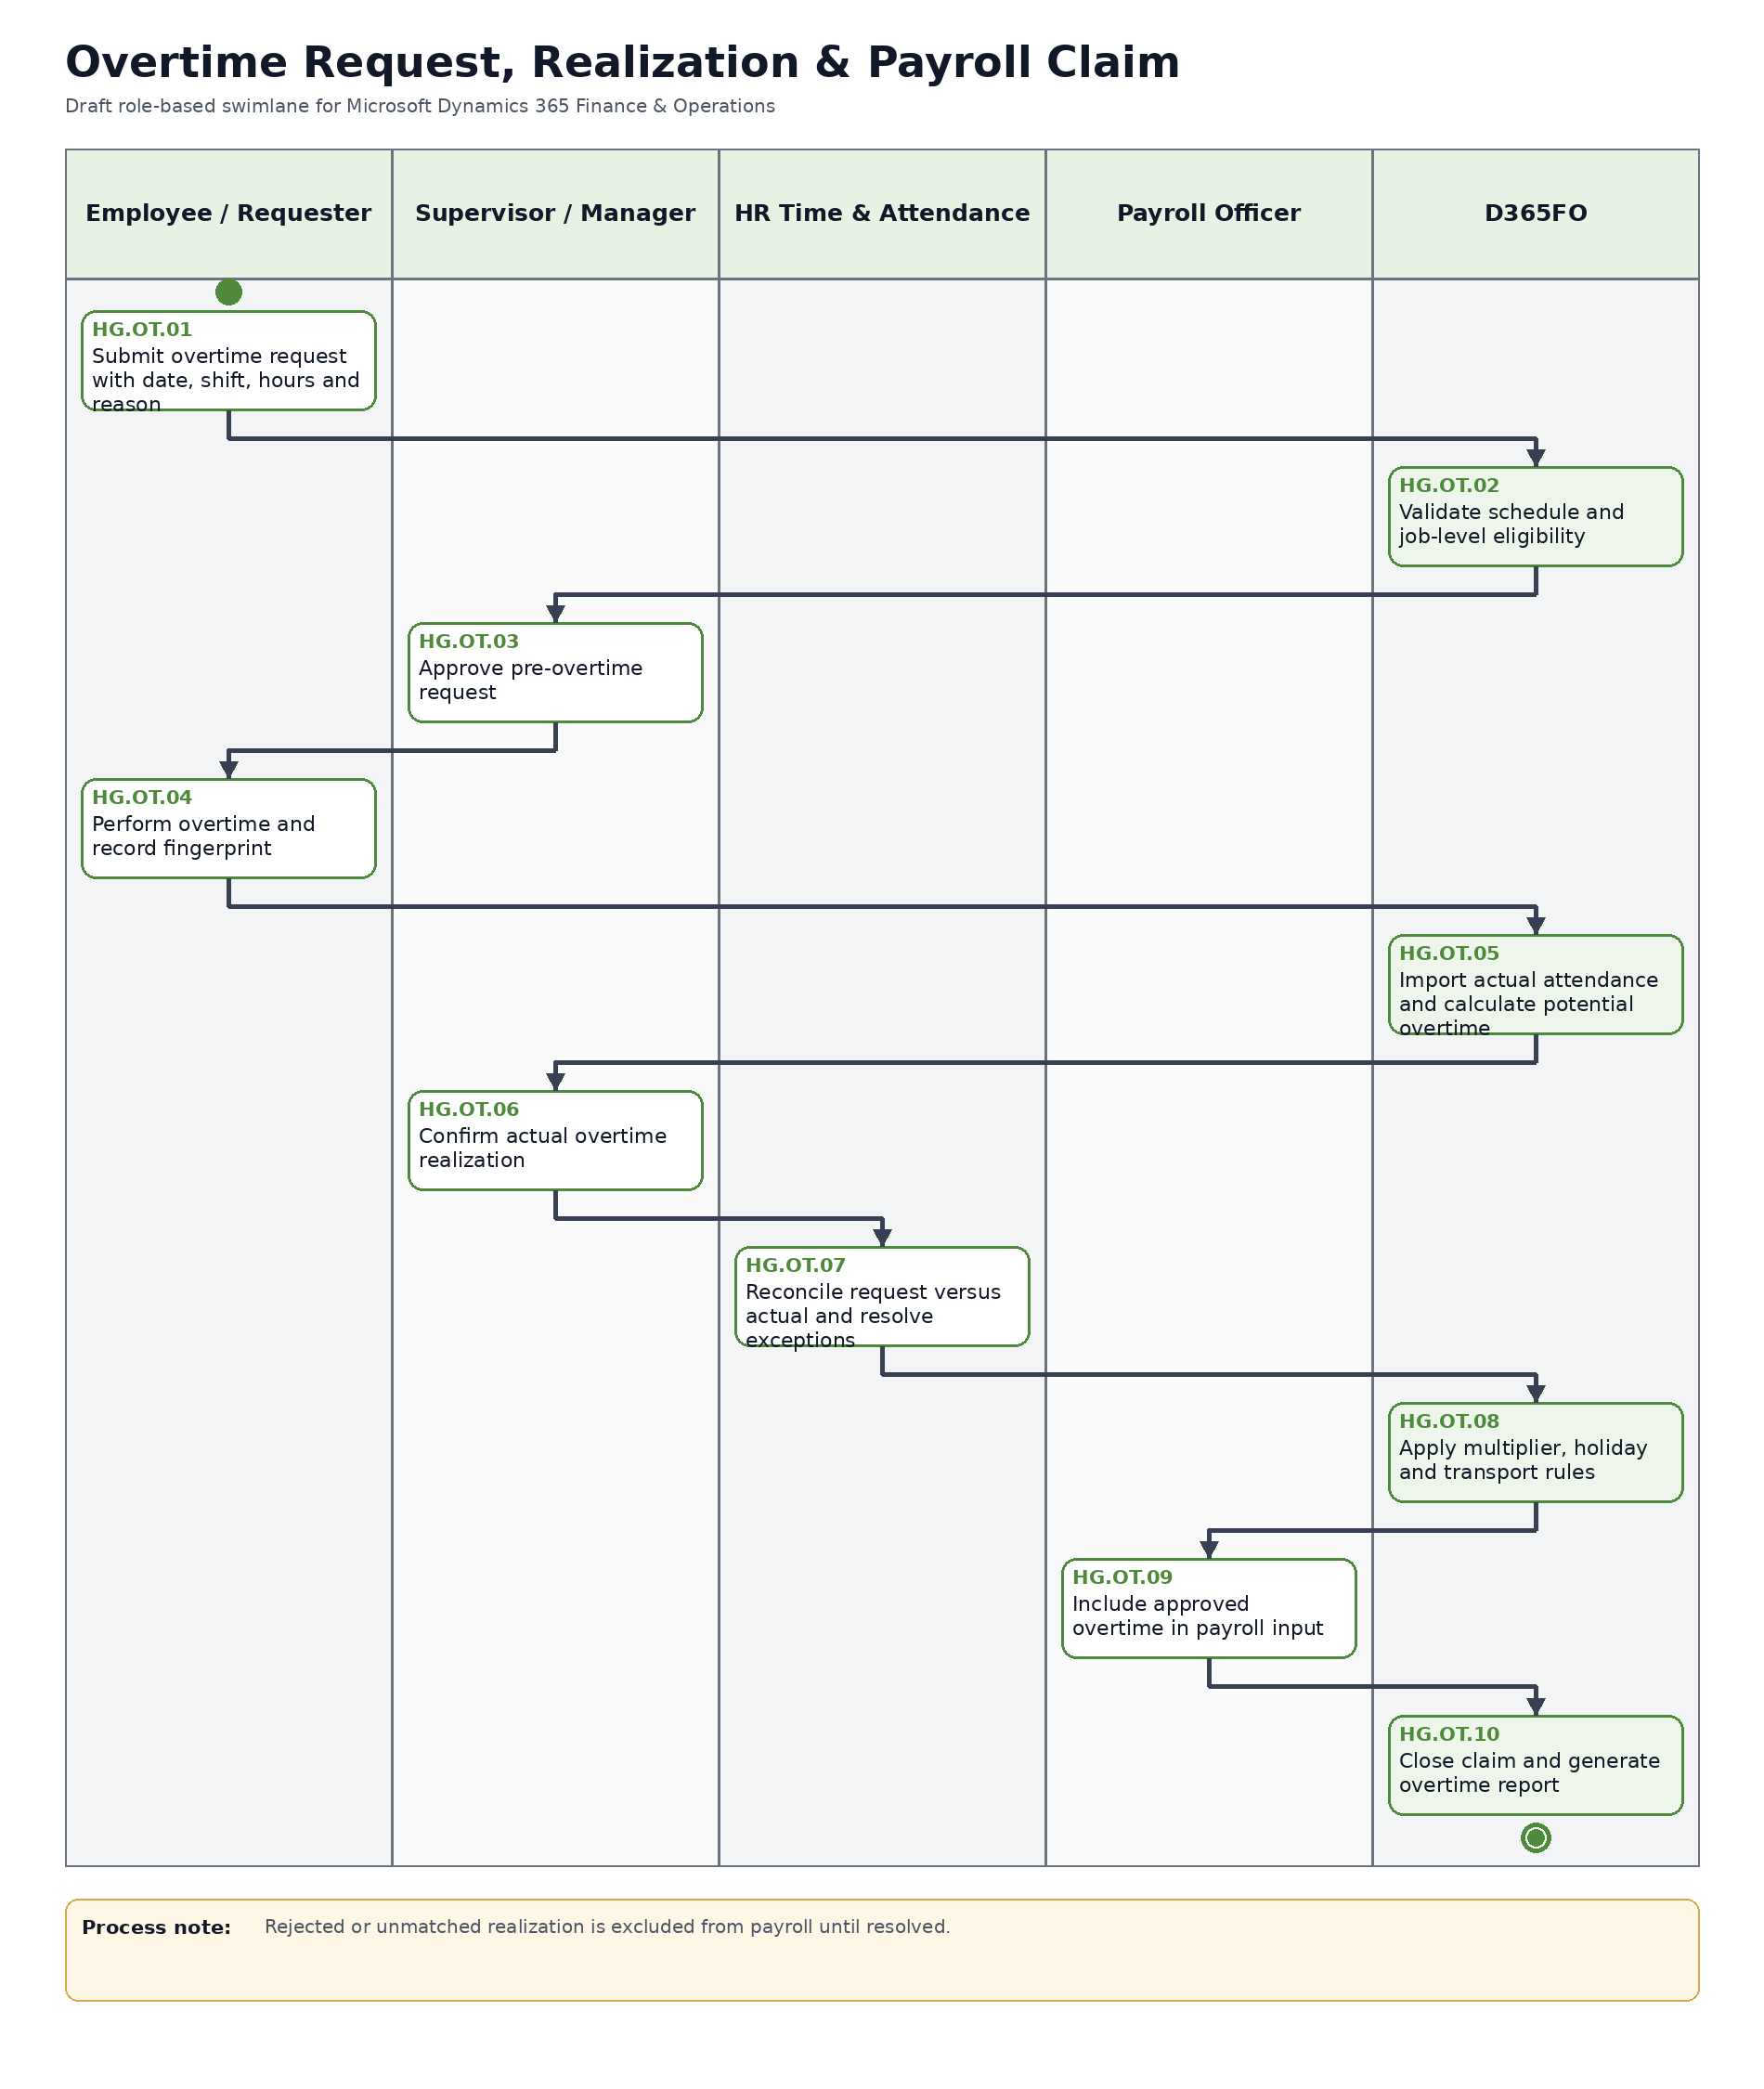 Overtime Request, Realization & Payroll Claim
Draft role-based swimlane for Microsoft Dynamics 365 Finance & Operations
Employee / Requester
Supervisor / Manager
HR Time & Attendance
Payroll Officer
D365FO
HG.OT.01
Submit overtime request
with date, shift, hours and
reason
HG.OT.02
Validate schedule and
job-level eligibility
HG.OT.03
Approve pre-overtime
request
HG.OT.04
Perform overtime and
record fingerprint
HG.OT.05
Import actual attendance
and calculate potential
overtime
HG.OT.06
Confirm actual overtime
realization
HG.OT.07
Reconcile request versus
actual and resolve
exceptions
HG.OT.08
Apply multiplier, holiday
and transport rules
HG.OT.09
Include approved
overtime in payroll input
HG.OT.10
Close claim and generate
overtime report
Process note: Rejected or unmatched realization is excluded from payroll until resolved.